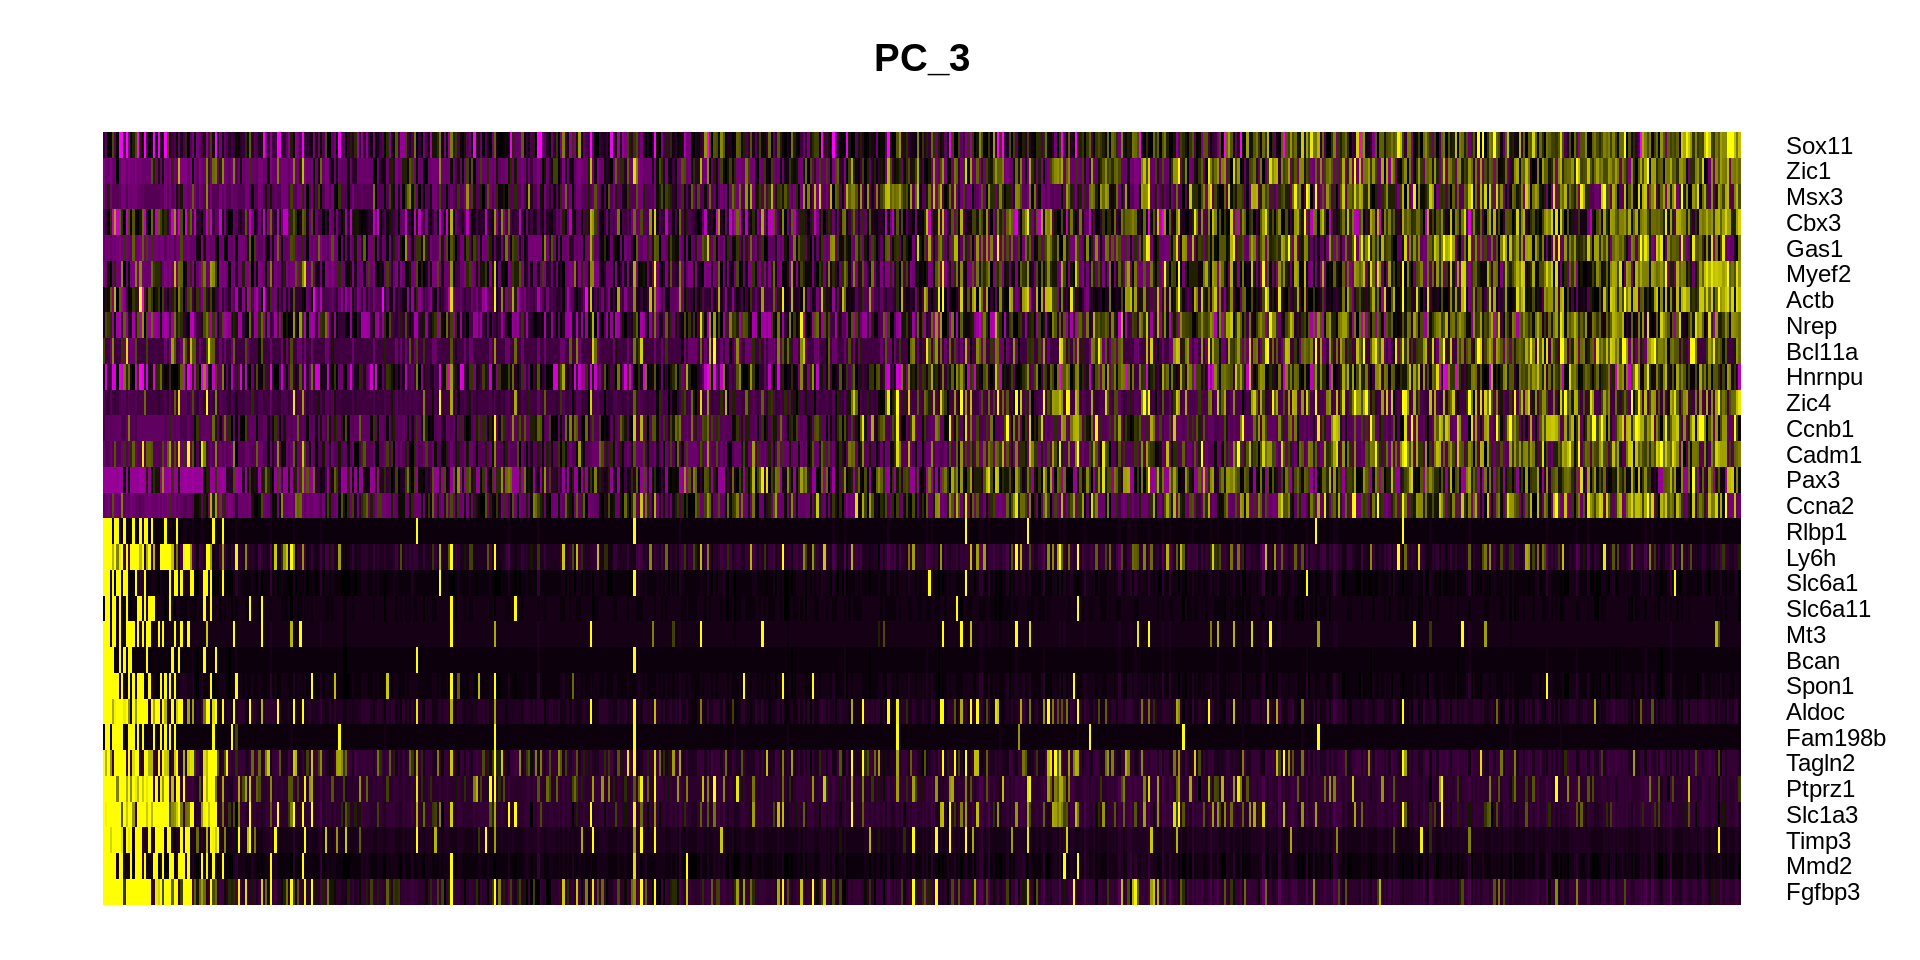 PC_3
Sox11
Zic1
Msx3
Cbx3
Gas1
Myef2
Actb
Nrep
Bcl11a
Hnrnpu
Zic4
Ccnb1
Cadm1
Pax3
Ccna2
Rlbp1
Ly6h
Slc6a1
Slc6a11
Mt3
Bcan
Spon1
Aldoc
Fam198b
Tagln2
Ptprz1
Slc1a3
Timp3
Mmd2
Fgfbp3